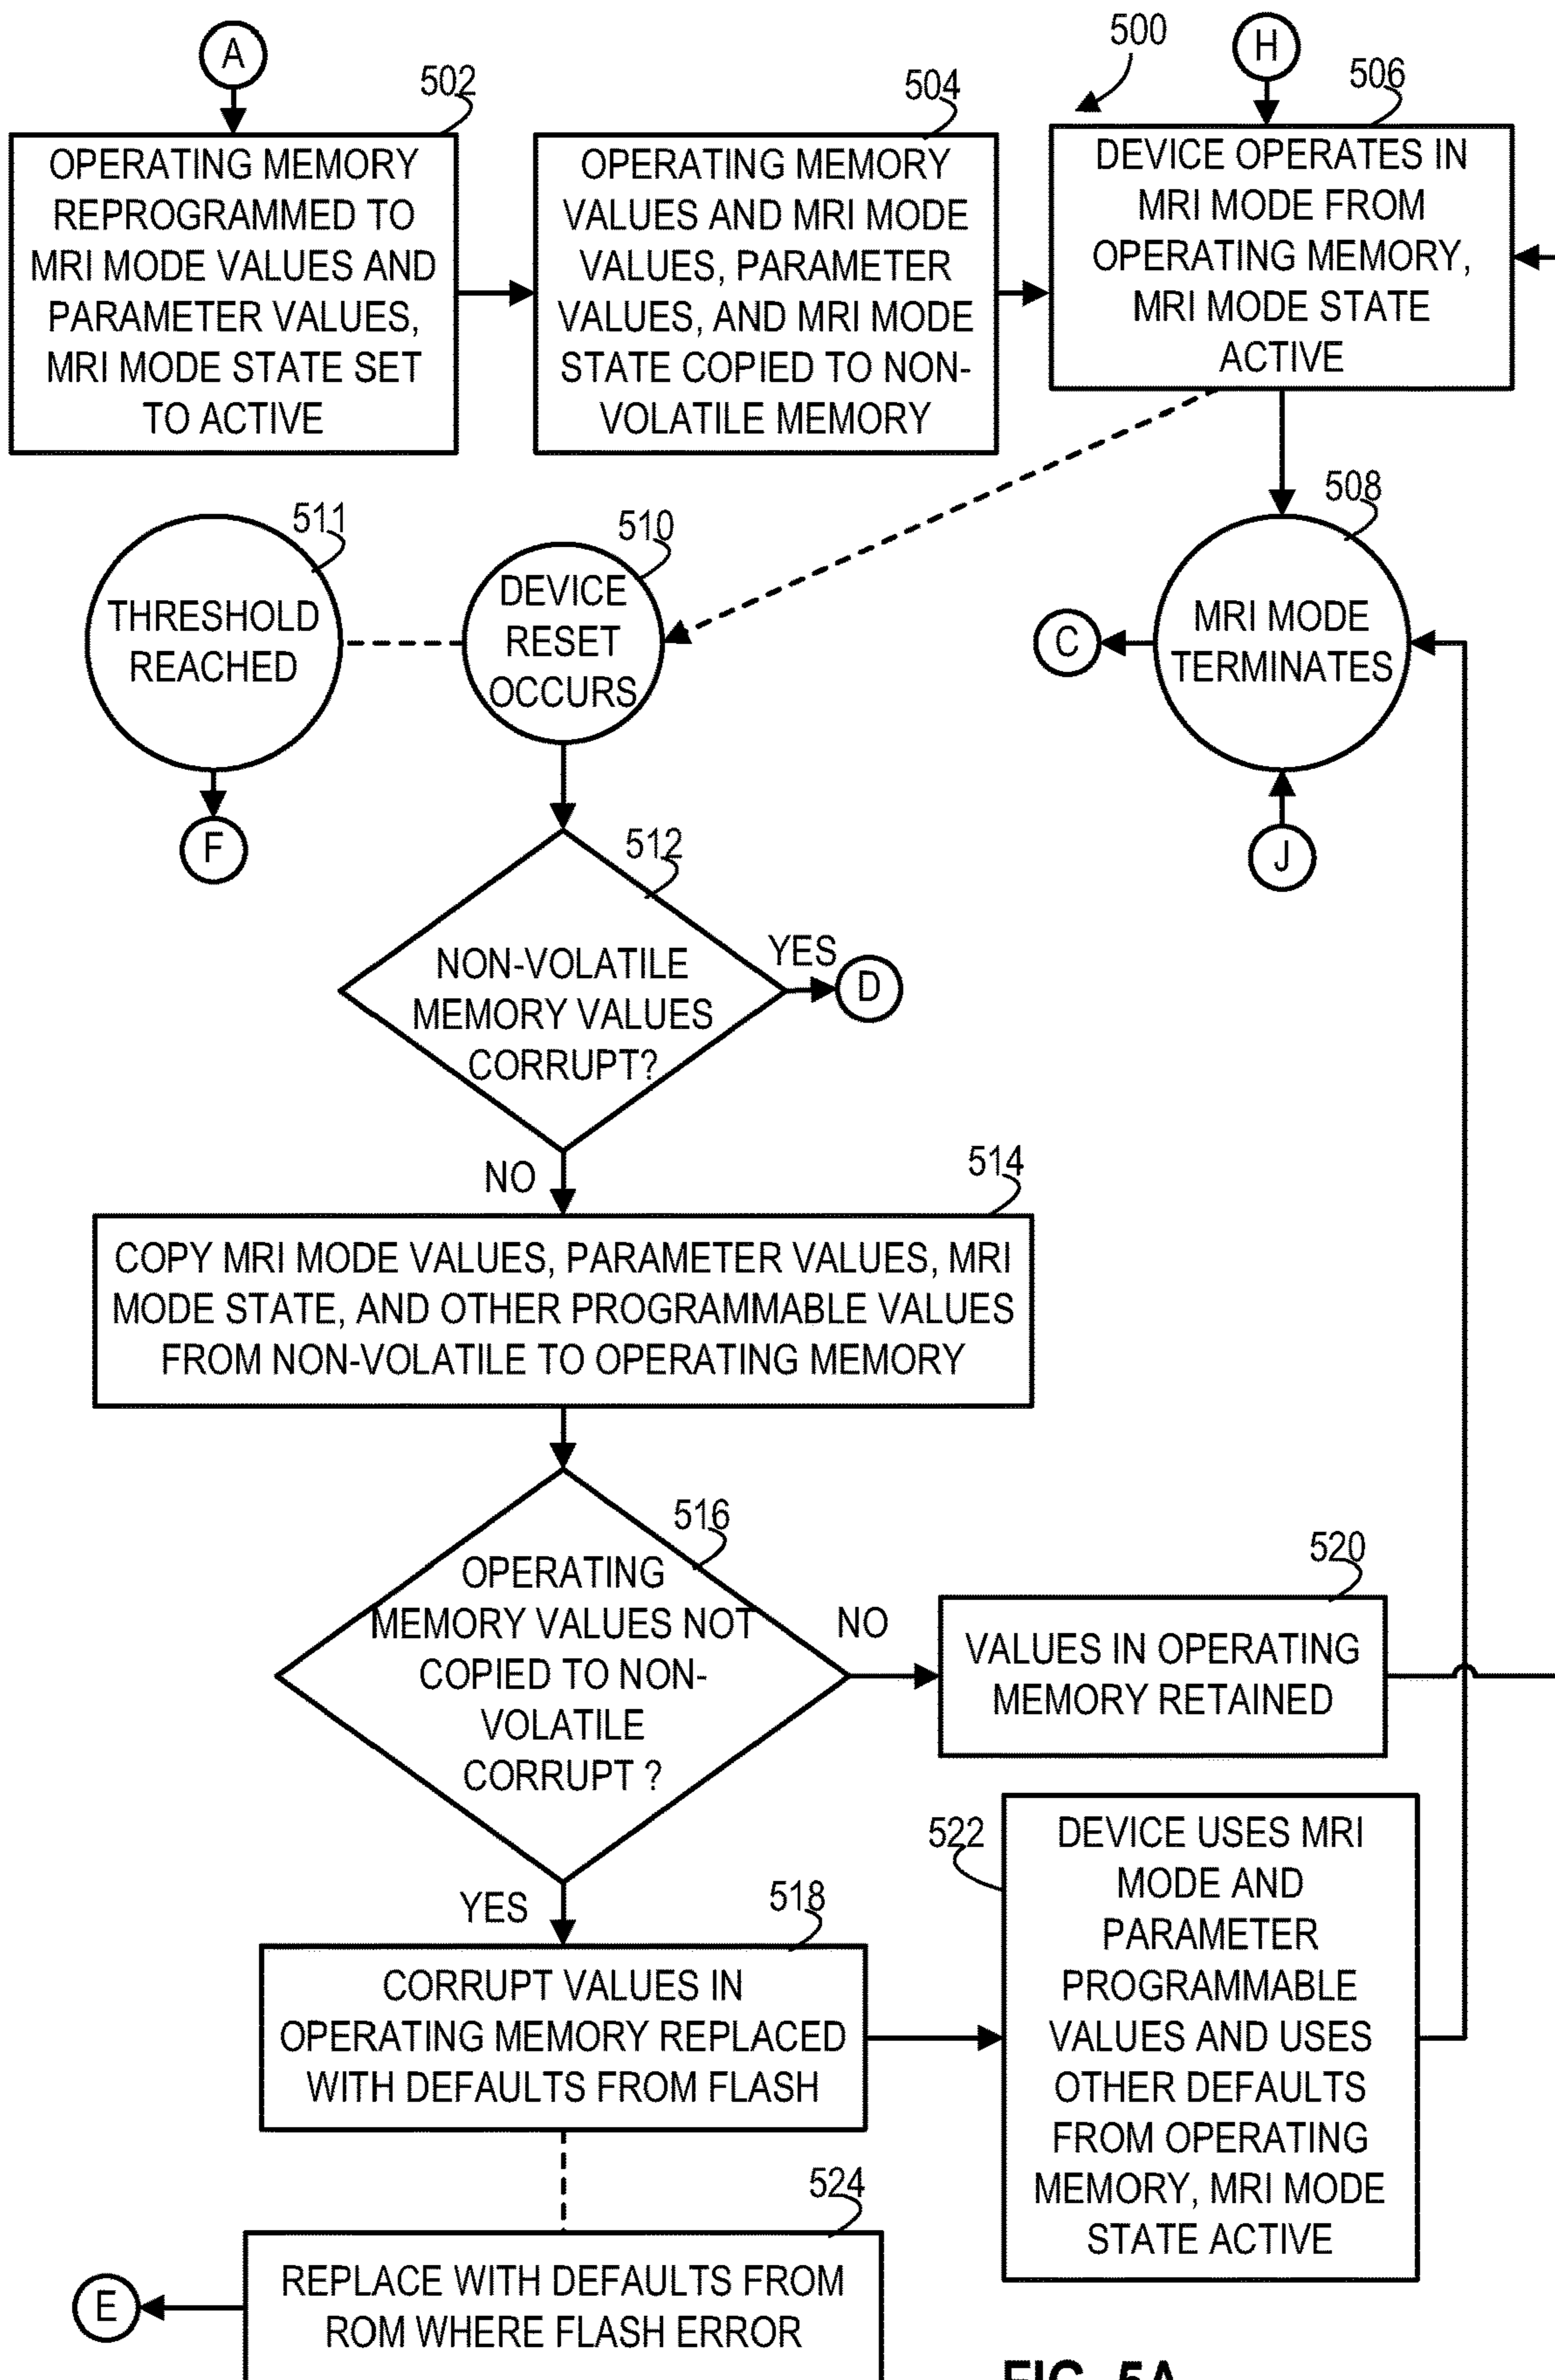 A
502
OPERATING MEMORY
REPROGRAMMED TO
MRI MODE VALUES AND
PARAMETER VALUES,
MRI MODE STATE SET
TO ACTIVE
504
OPERATING MEMORY
VALUES AND MRI MODE
VALUES, PARAMETER
VALUES, AND MRI MODE
STATE COPIED TO NON-
VOLATILE MEMORY
500
H
506
DEVICE OPERATES IN
MRI MODE FROM
OPERATING MEMORY,
MRI MODE STATE
ACTIVE
511
THRESHOLD
REACHED
F
510
DEVICE
RESET
OCCURS
508
MRI MODE
TERMINATES
C
J
512
NON-VOLATILE
MEMORY VALUES
CORRUPT?
YES
D
NO
514
COPY MRI MODE VALUES, PARAMETER VALUES, MRI
MODE STATE, AND OTHER PROGRAMMABLE VALUES
FROM NON-VOLATILE TO OPERATING MEMORY
516
OPERATING
MEMORY VALUES NOT
COPIED TO NON-
VOLATILE
CORRUPT ?
NO
520
VALUES IN OPERATING
MEMORY RETAINED
YES
518
CORRUPT VALUES IN
OPERATING MEMORY REPLACED
WITH DEFAULTS FROM FLASH
522
DEVICE USES MRI
MODE AND
PARAMETER
PROGRAMMABLE
VALUES AND USES
OTHER DEFAULTS
FROM OPERATING
MEMORY, MRI MODE
STATE ACTIVE
524
REPLACE WITH DEFAULTS FROM
ROM WHERE FLASH ERROR
E
FIG. 5A